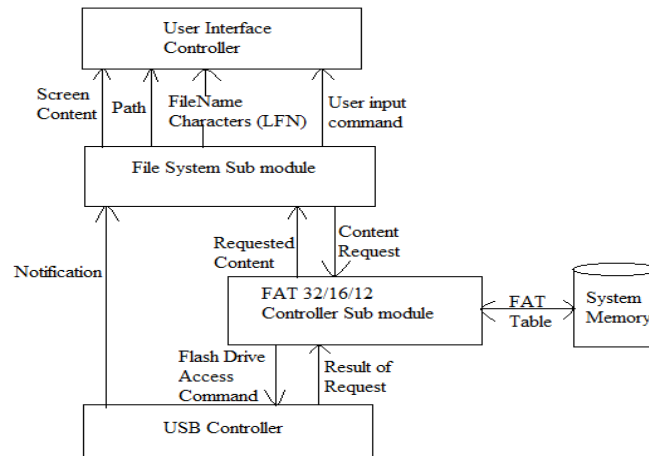 User Interface
Controller
Screen
Content
Path
FileName
Characters (LFN)
User input
command
File System Sub module
Notification
Requested
Content
Content
Request
FAT 32/16/12
Controller Sub module
FAT
Table
System
Memory
Flash Drive
Access
Command
Result of
Request
USB Controller